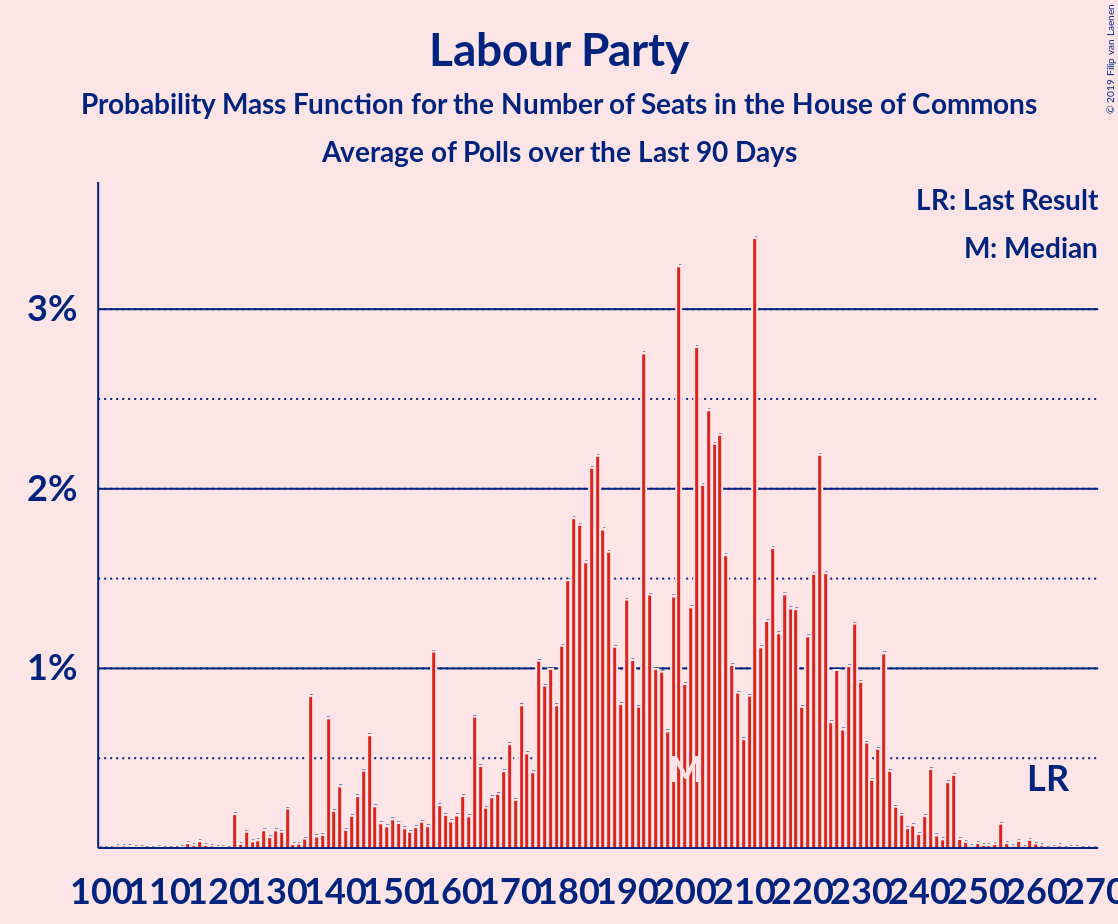 Labour Party
Probability Mass Function for the Number of Seats in the House of Commons
Average of Polls over the Last 90 Days
© 2019 Filip van Laenen
LR: Last Result
M: Median
3%
2%
1%
M
LR
100 110 120 130 140 150 160 170 180 190 200 210 220 230 240 250 260 270